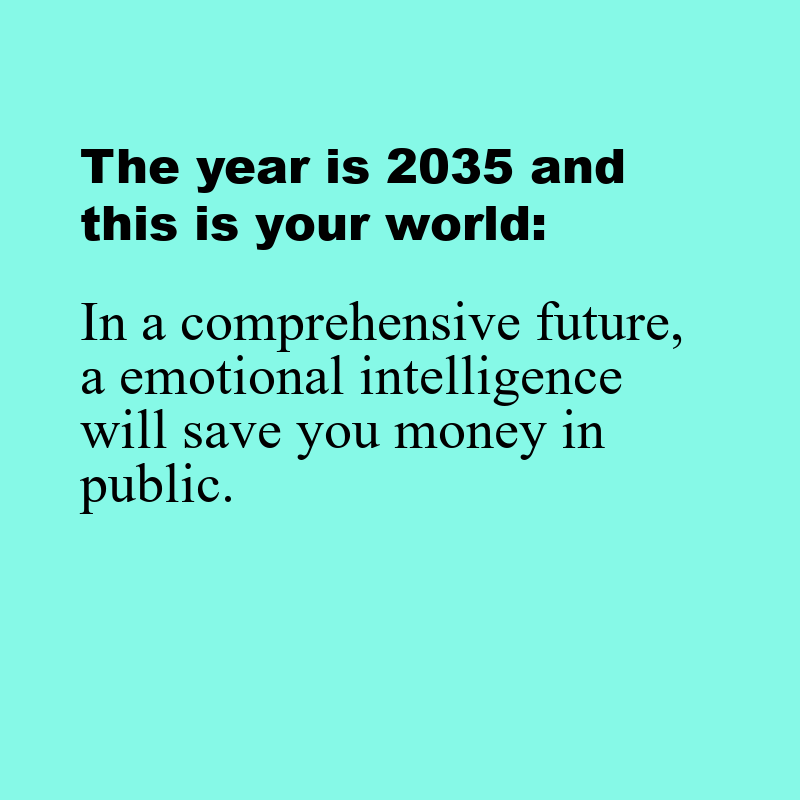 The year is 2035 and
this is your world:
In a comprehensive future,
a emotional intelligence
will save you money in
public.